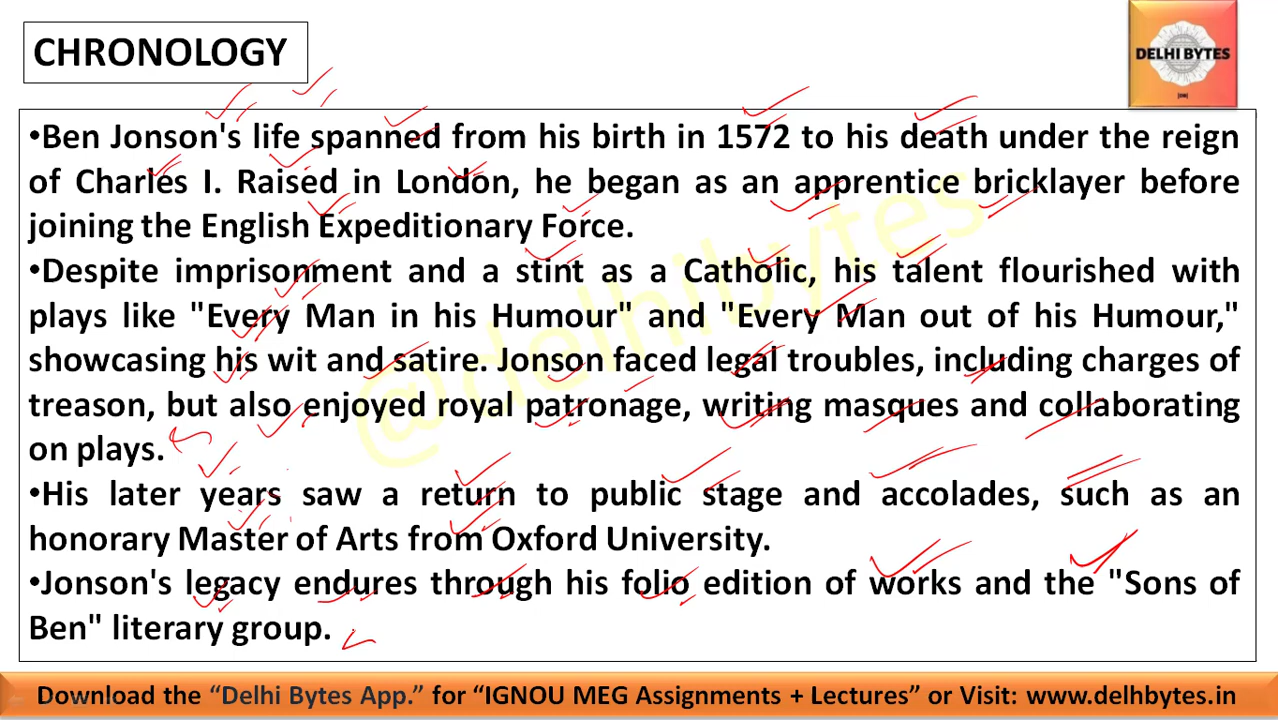 CHRONOLOGY
DELHI BYTES
•Ben Jonson's life spanned from his birth in 1572 to his death under the reign
of Charles I. Raised in London, he began as an apprentice bricklayer before
joining the English Expeditionary Force.
•Despite imprisonment and a stint as a Catholic, his talent flourished with
plays like "Every Man in his Humour" and "Every Man out of his Humour,"
showcasing his wit and satire. Jonson faced legal troubles, including charges of
treason, but also enjoyed royal patronage, writing masques and collaborating
on plays.
•His later years saw a return to public stage and accolades, such as an
honorary Master of Arts from Oxford University.
•Jonson's legacy endures through his folio edition of works and the "Sons of
Ben" literary group.
@delhibytes
Download the “Delhi Bytes App.” for “IGNOU MEG Assignments + Lectures” or Visit: www.delhbytes.in